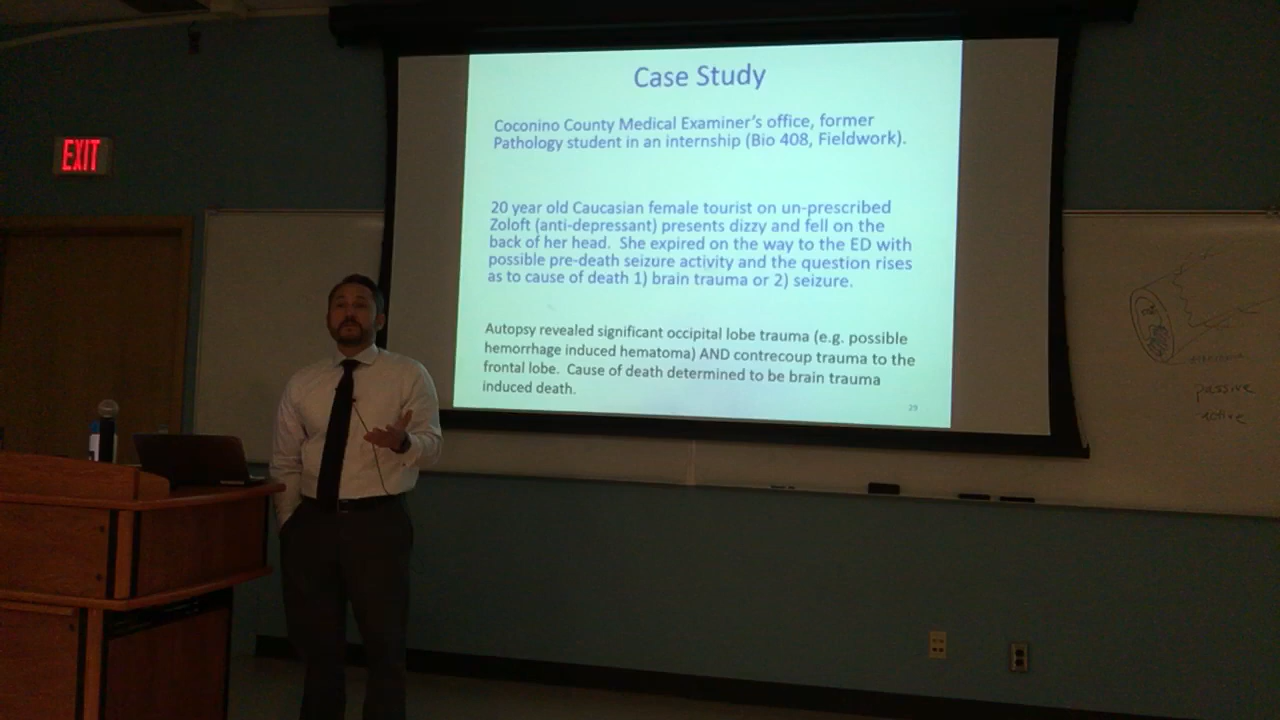 EXIT
Case Study
Coconino County Medical Examiner's office, former
Pathology student in an internship (Bio 408, Fieldwork).
20 year old Caucasian female tourist on un-prescribed
Zoloft (anti-depressant) presents dizzy and fell on the
back of her head.  She expired on the way to the ED with
possible pre-death seizure activity and the question rises
as to cause of death 1) brain trauma or 2) seizure.
Autopsy revealed significant occipital lobe trauma (e.g. possible
hemorrhage induced hematoma) AND contrecoup trauma to the
frontal lobe.  Cause of death determined to be brain trauma
induced death.
29
passive
active